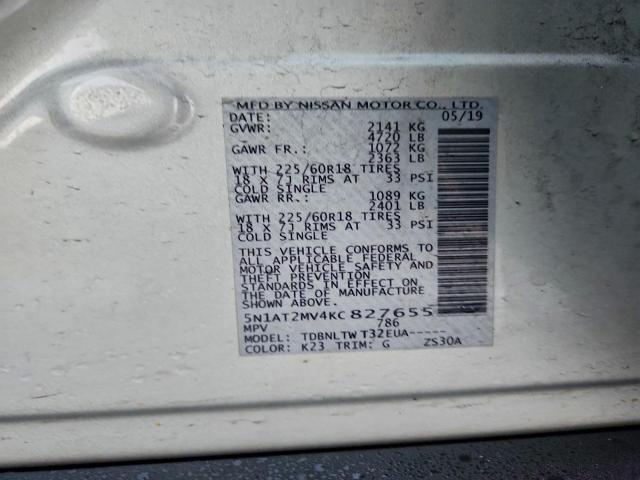 MFD BY NISSAN MOTOR CO., LTD.
DATE: 05/19
GVWR: 2141 KG
4720 LB
GAWR FR.: 1072 KG
2363 LB
WITH 225/60R18 TIRES
18 X 7J RIMS AT 33 PSI
COLD SINGLE
GAWR RR.: 1089 KG
2401 LB
WITH 225/60R18 TIRES
18 X 7J RIMS AT 33 PSI
COLD SINGLE
THIS VEHICLE CONFORMS TO
ALL APPLICABLE FEDERAL
MOTOR VEHICLE SAFETY AND
THEFT PREVENTION
STANDARDS IN EFFECT ON
THE DATE OF MANUFACTURE
SHOWN ABOVE.
5N1AT2MV4KC 827655
MPV 786
MODEL: TDBNLTW T32EUA-----
COLOR: K23 TRIM: G ZS30A